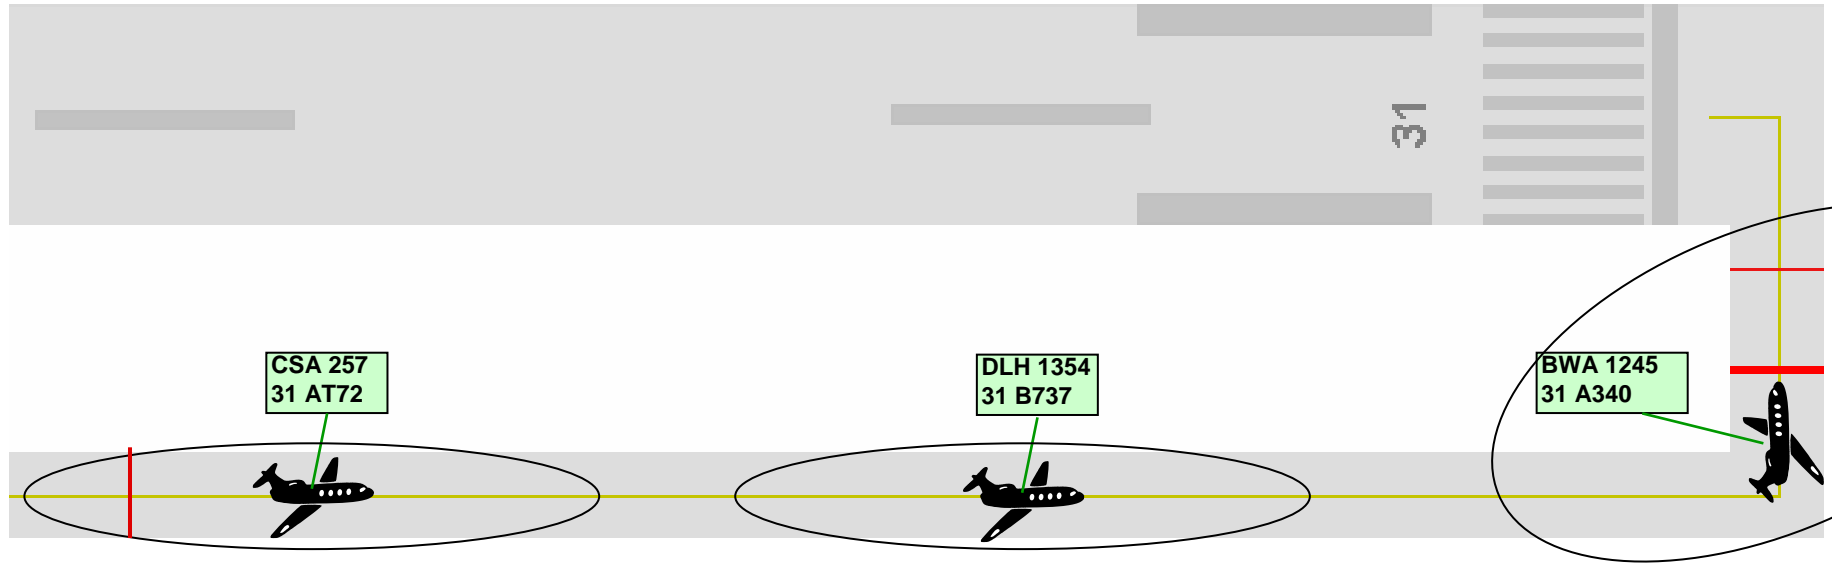 31
CSA 257
31 AT72
DLH 1354
31 B737
BWA 1245
31 A340